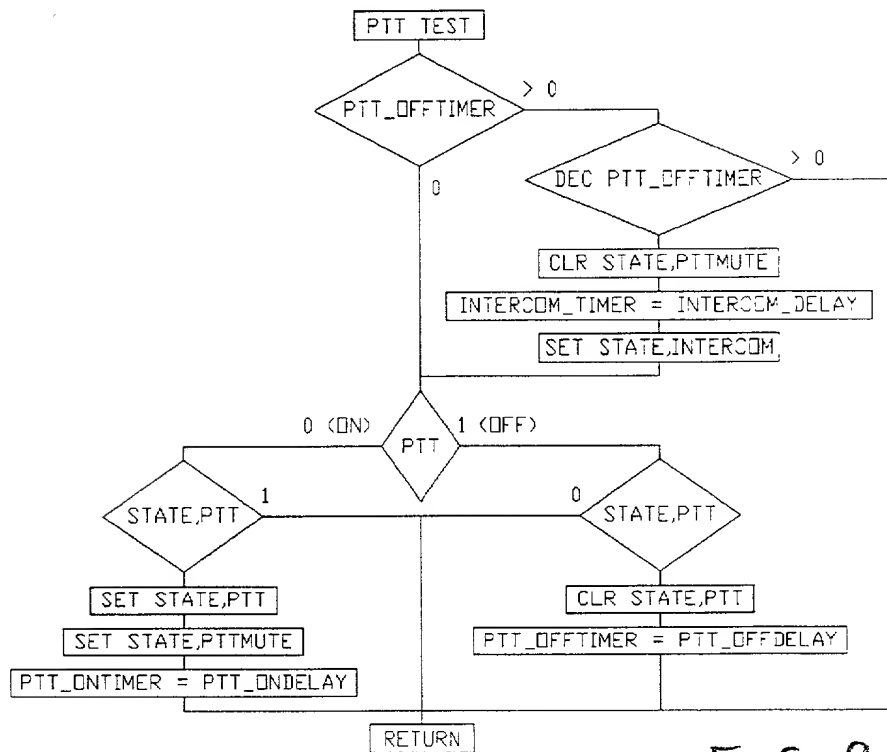 PTT TEST
PTT_OFFTIMER
> 0
0
DEC PTT_OFFTIMER
> 0
CLR STATE,PTTMUTE
INTERCOM_TIMER = INTERCOM_DELAY
SET STATE,INTERCOM
PTT
0 (ON)
1 (OFF)
STATE,PTT
1
0
STATE,PTT
SET STATE,PTT
SET STATE,PTTMUTE
PTT_ONTIMER = PTT_ONDELAY
CLR STATE,PTT
PTT_OFFTIMER = PTT_OFFDELAY
RETURN